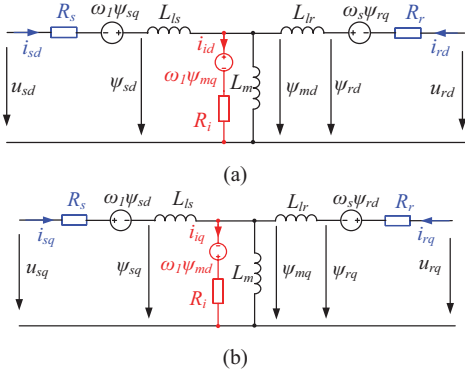 R_s ω_1ψ_sq L_ls L_lr ω_sψ_rq R_r
i_sd - + i_id + - i_rd
u_sd ψ_sd + - ω_1ψ_mq L_m ψ_md ψ_rd u_rd
R_i
(a)
R_s ω_1ψ_sd L_ls L_lr ω_sψ_rd R_r
i_sq + - i_iq - + i_rq
u_sq ψ_sq - + ω_1ψ_md L_m ψ_mq ψ_rq u_rq
R_i
(b)